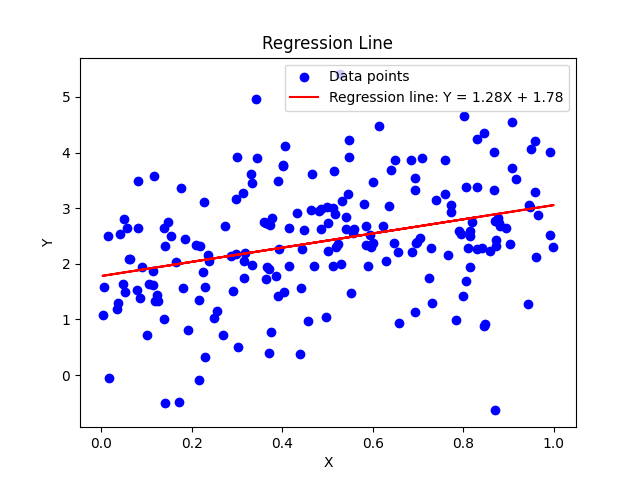 Regression Line
Data points
Regression line: Y = 1.28X + 1.78
5
4
3
2
1
0
Y
0.0 0.2 0.4 0.6 0.8 1.0
X